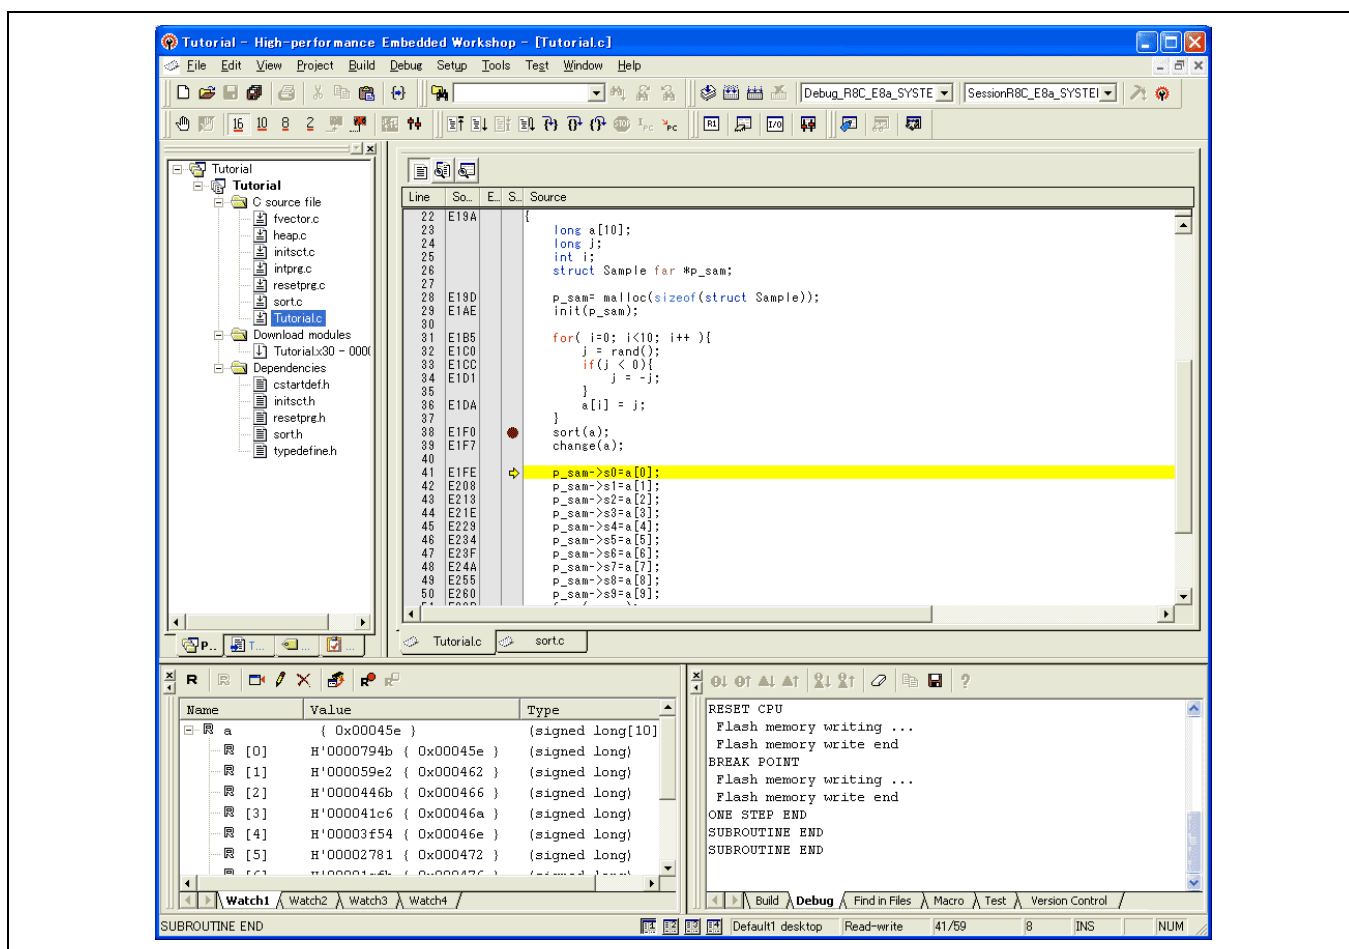 Tutorial - High-performance Embedded Workshop - [Tutorial.c]
File Edit View Project Build Debug Setup Tools Test Window Help
Debug_R8C_E8a_SYSTE SessionR8C_E8a_SYSTEI
16 10 8 2
Tutorial
Tutorial
C source file
fvector.c
heap.c
initsct.c
intprg.c
resetprg.c
sort.c
Tutorial.c
Download modules
Tutorial.x30 - 0000
Dependencies
cstartdef.h
initsct.h
resetprg.h
sort.h
typedefine.h
P... T... ... ...
Line So... E... S... Source
22 E19A {
23 long a[10];
24 long j;
25 int i;
26 struct Sample far *p_sam;
27
28 E19D p_sam= malloc(sizeof(struct Sample));
29 E1AE init(p_sam);
30
31 E1B5 for( i=0; i<10; i++ ){
32 E1C0 j = rand();
33 E1CC if(j < 0){
34 E1D1 j = -j;
35 }
36 E1DA a[i] = j;
37 }
38 E1F0 sort(a);
39 E1F7 change(a);
40
41 E1FE p_sam->s0=a[0];
42 E208 p_sam->s1=a[1];
43 E213 p_sam->s2=a[2];
44 E21E p_sam->s3=a[3];
45 E229 p_sam->s4=a[4];
46 E234 p_sam->s5=a[5];
47 E23F p_sam->s6=a[6];
48 E24A p_sam->s7=a[7];
49 E255 p_sam->s8=a[8];
50 E260 p_sam->s9=a[9];
Tutorial.c sort.c
Name Value Type
a { 0x00045e } (signed long[10]
[0] H'0000794b { 0x00045e } (signed long)
[1] H'000059e2 { 0x000462 } (signed long)
[2] H'0000446b { 0x000466 } (signed long)
[3] H'000041c6 { 0x00046a } (signed long)
[4] H'00003f54 { 0x00046e } (signed long)
[5] H'00002781 { 0x000472 } (signed long)
Watch1 Watch2 Watch3 Watch4
RESET CPU
Flash memory writing ...
Flash memory write end
BREAK POINT
Flash memory writing ...
Flash memory write end
ONE STEP END
SUBROUTINE END
SUBROUTINE END
Build Debug Find in Files Macro Test Version Control
SUBROUTINE END Default1 desktop Read-write 41/59 8 INS NUM